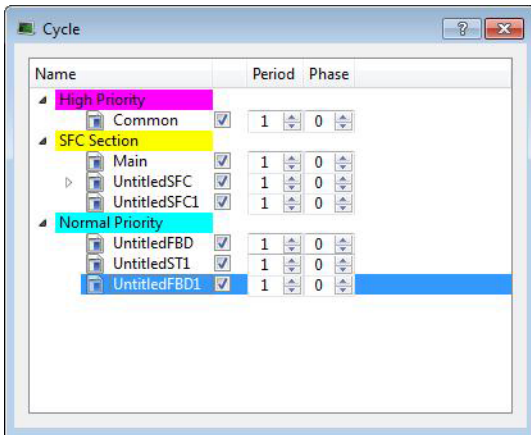 Cycle
Name Period Phase
High Priority
Common 1 0
SFC Section
Main 1 0
UntitledSFC 1 0
UntitledSFC1 1 0
Normal Priority
UntitledFBD 1 0
UntitledST1 1 0
UntitledFBD1 1 0